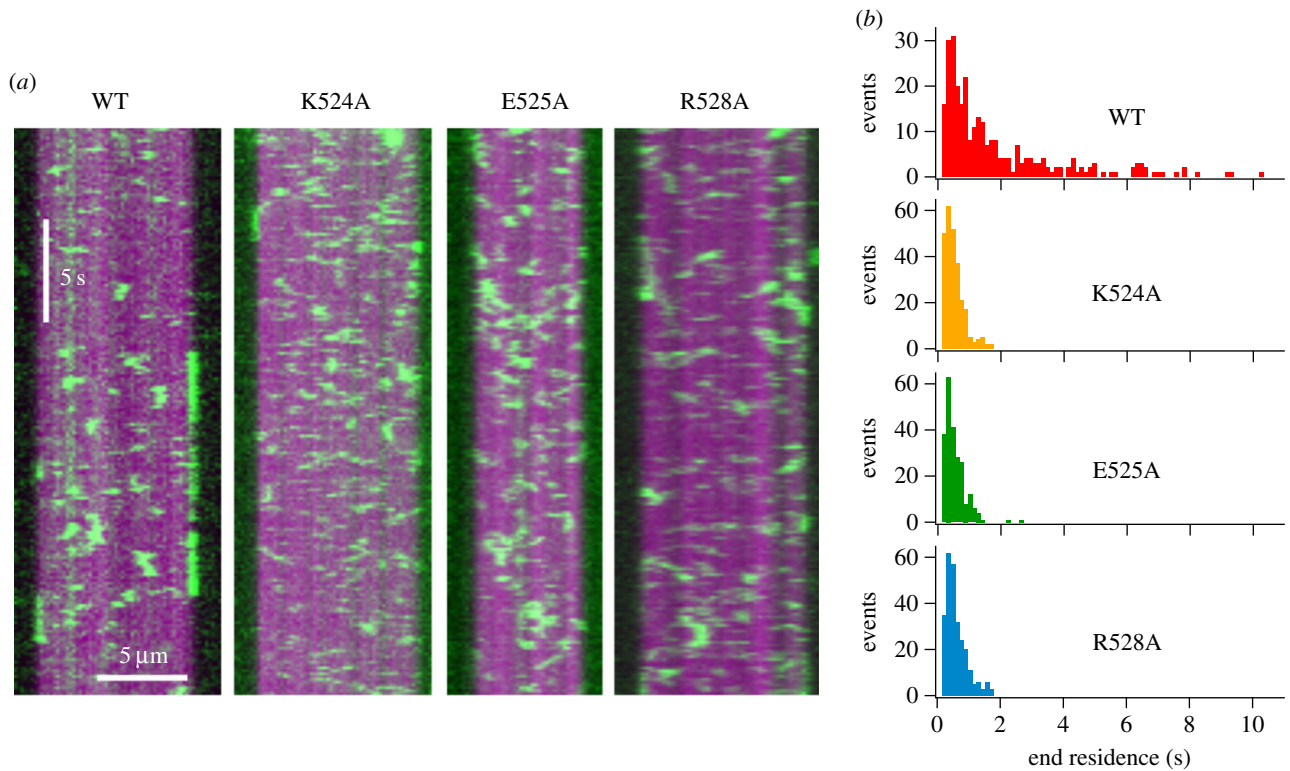 (a)
WT K524A E525A R528A
5 s
5 µm
(b)
30
20
10
0
events
WT
60
40
20
0
events
K524A
60
40
20
0
events
E525A
60
40
20
0
events
R528A
0 2 4 6 8 10
end residence (s)